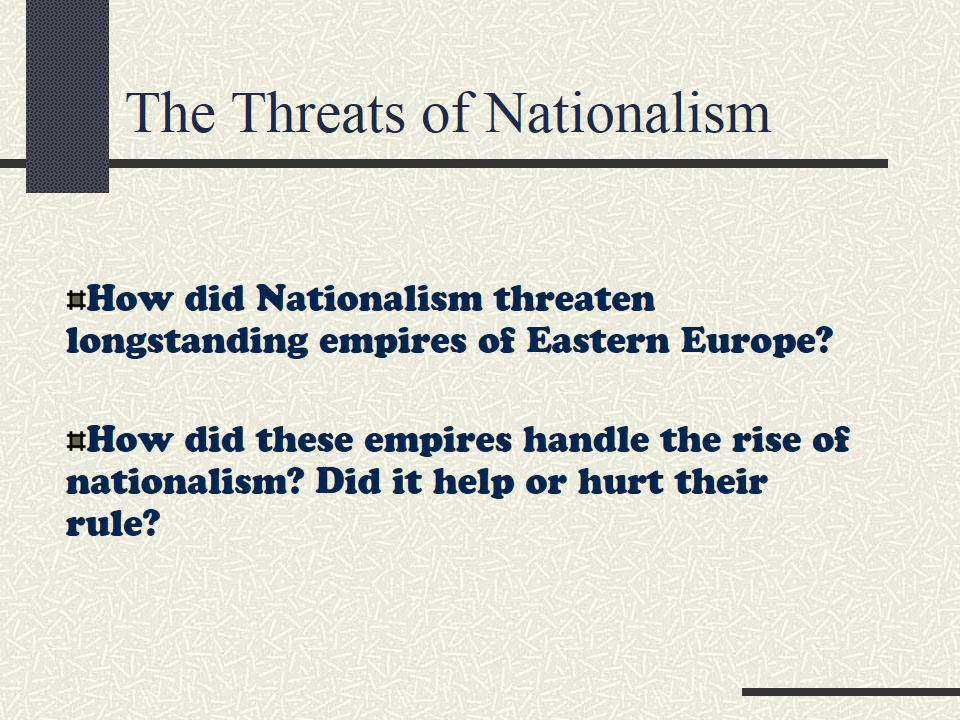 The Threats of Nationalism
How did Nationalism threaten
longstanding empires of Eastern Europe?
How did these empires handle the rise of
nationalism? Did it help or hurt their
rule?